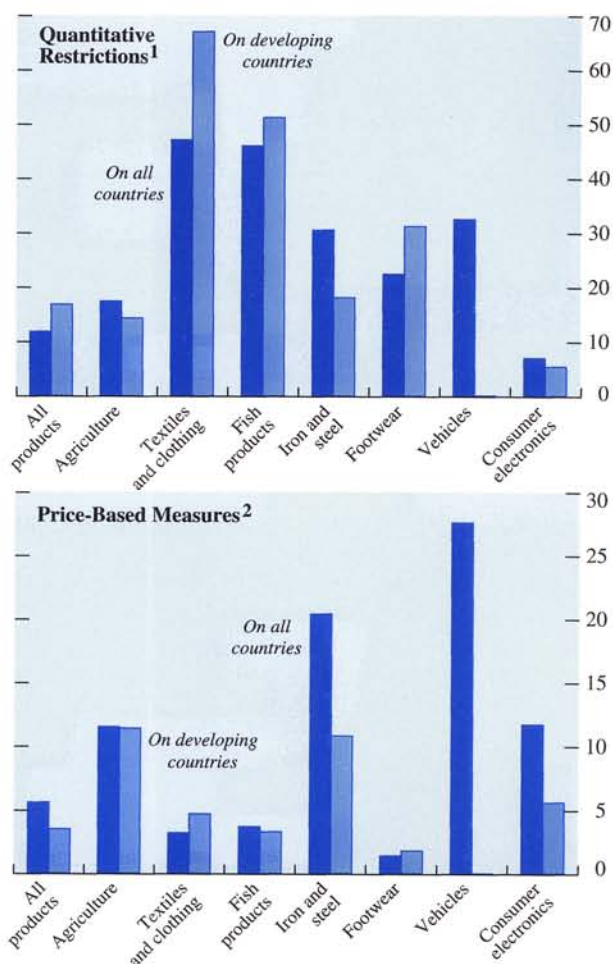 Quantitative
Restrictions1
On developing
countries
On all
countries
70
60
50
40
30
20
10
0
All
products
Agriculture
Textiles
and clothing
Fish
products
Iron and
steel
Footwear
Vehicles
Consumer
electronics
Price-Based Measures2
On all
countries
On developing
countries
30
25
20
15
10
5
0
All
products
Agriculture
Textiles
and clothing
Fish
products
Iron and
steel
Footwear
Vehicles
Consumer
electronics